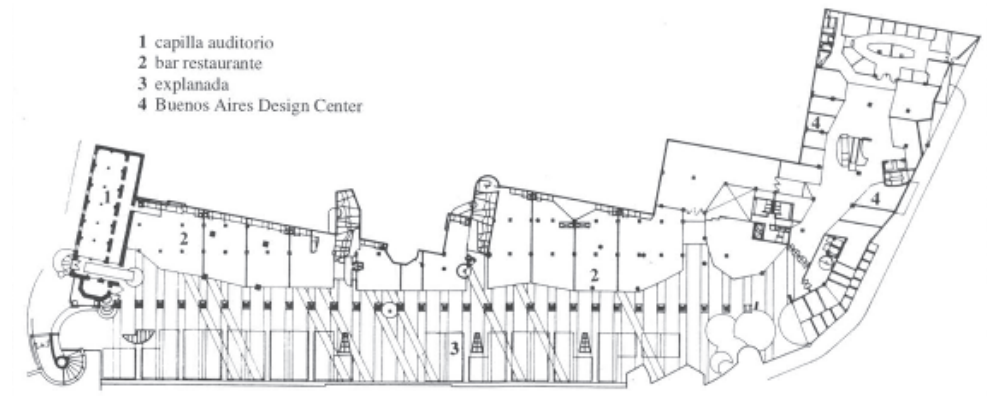 1 capilla auditorio
2 bar restaurante
3 explanada
4 Buenos Aires Design Center
1
2
2
3
4
4